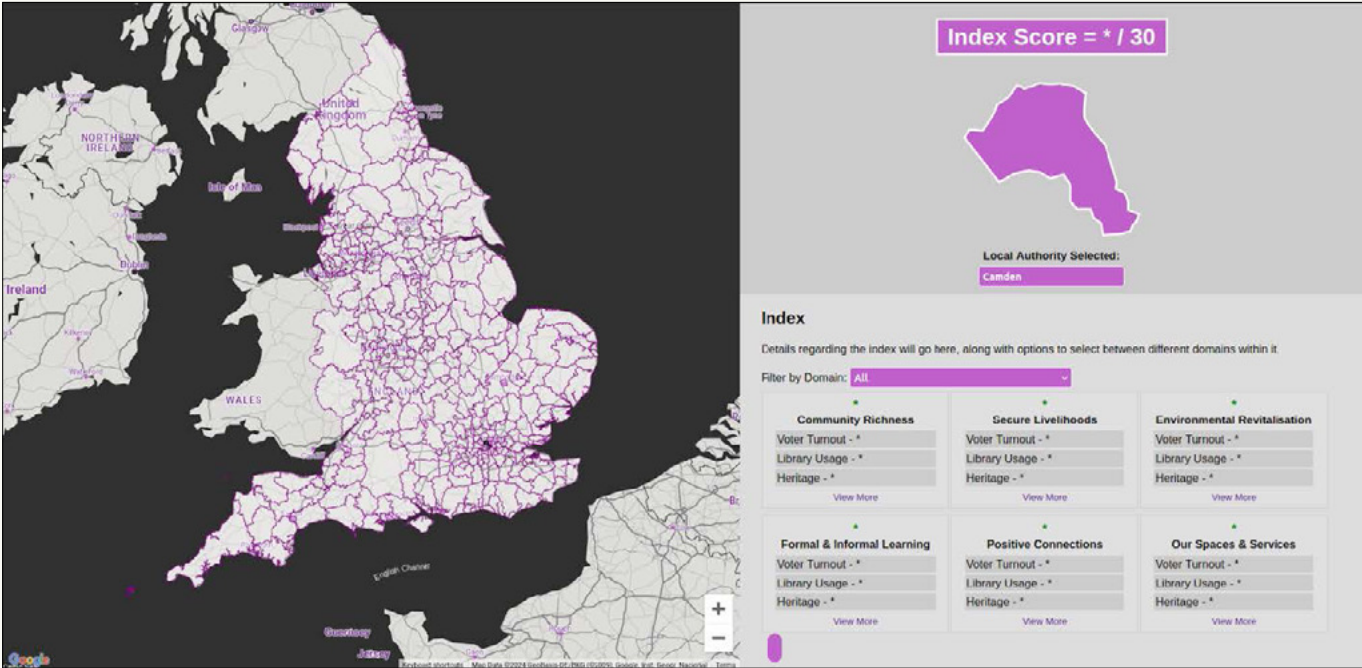 Glasgow
United
Kingdom
NORTHERN
IRELAND
Isle of Man
Blackpool
Dublin
Ireland
Kilkenny
Waterford
WALES
ENGLAND
English Channel
Guernsey
Jersey
Google
+
−
Keyboard shortcuts
Terms
Index Score = * / 30
Local Authority Selected:
Camden
Index
Details regarding the index will go here, along with options to select between different domains within it
Filter by Domain: All
*
Community Richness
Voter Turnout - *
Library Usage - *
Heritage - *
View More
*
Secure Livelihoods
Voter Turnout - *
Library Usage - *
Heritage - *
View More
*
Environmental Revitalisation
Voter Turnout - *
Library Usage - *
Heritage - *
View More
*
Formal & Informal Learning
Voter Turnout - *
Library Usage - *
Heritage - *
View More
*
Positive Connections
Voter Turnout - *
Library Usage - *
Heritage - *
View More
*
Our Spaces & Services
Voter Turnout - *
Library Usage - *
Heritage - *
View More